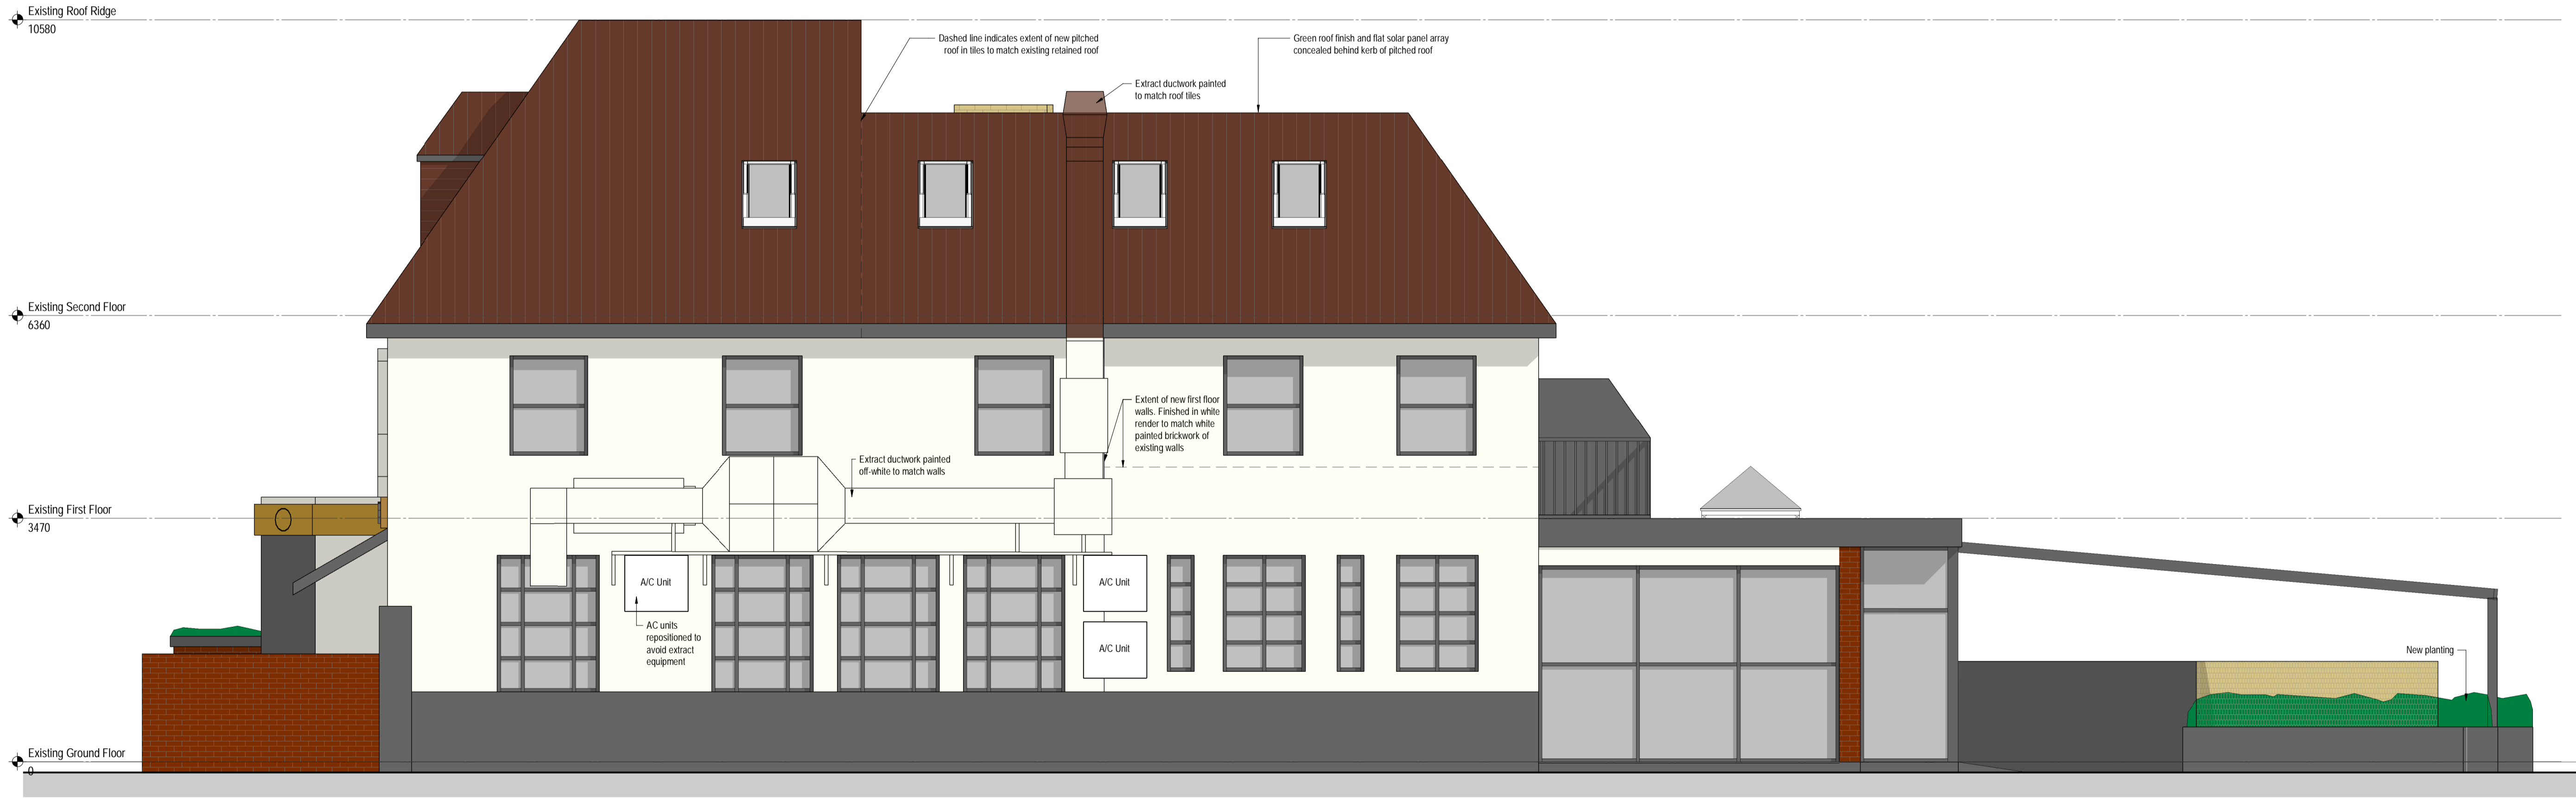 Existing Roof Ridge
10580
Dashed line indicates extent of new pitched
roof in tiles to match existing retained roof
Green roof finish and flat solar panel array
concealed behind kerb of pitched roof
Extract ductwork painted
to match roof tiles
Existing Second Floor
6360
Extent of new first floor
walls. Finished in white
render to match white
painted brickwork of
existing walls
Extract ductwork painted
off-white to match walls
Existing First Floor
3470
A/C Unit
A/C Unit
AC units
repositioned to
avoid extract
equipment
A/C Unit
New planting
Existing Ground Floor
0